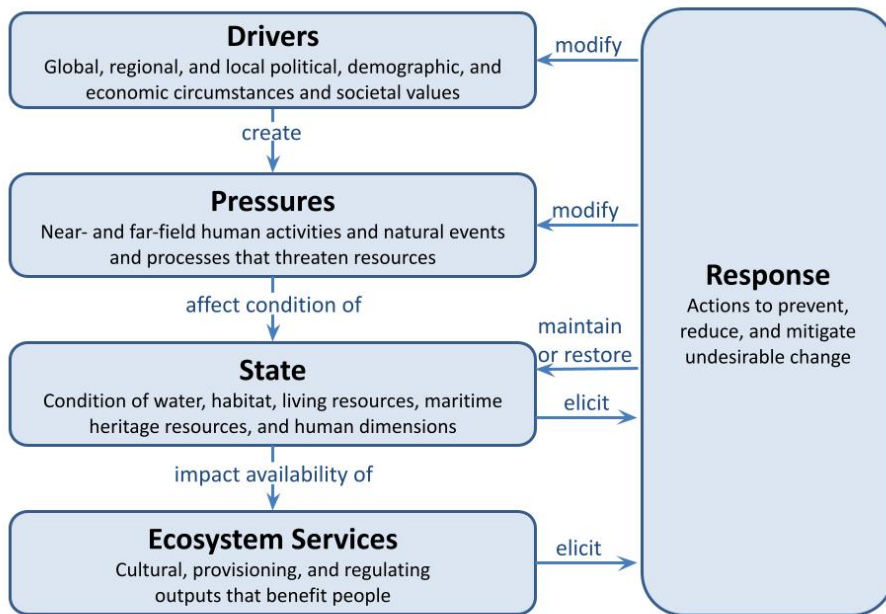 Drivers
Global, regional, and local political, demographic, and
economic circumstances and societal values
modify
create
Pressures
Near- and far-field human activities and natural events
and processes that threaten resources
modify
affect condition of
State
Condition of water, habitat, living resources, maritime
heritage resources, and human dimensions
maintain
or restore
elicit
impact availability of
Ecosystem Services
Cultural, provisioning, and regulating
outputs that benefit people
elicit
Response
Actions to prevent,
reduce, and mitigate
undesirable change